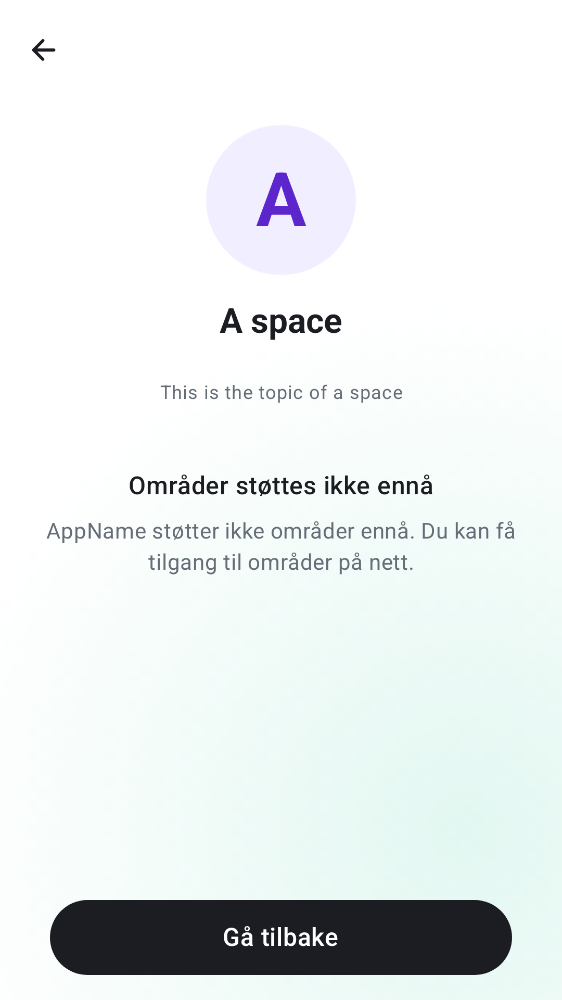 A
A space
This is the topic of a space
Områder støttes ikke ennå
AppName støtter ikke områder ennå. Du kan få
tilgang til områder på nett.
Gå tilbake